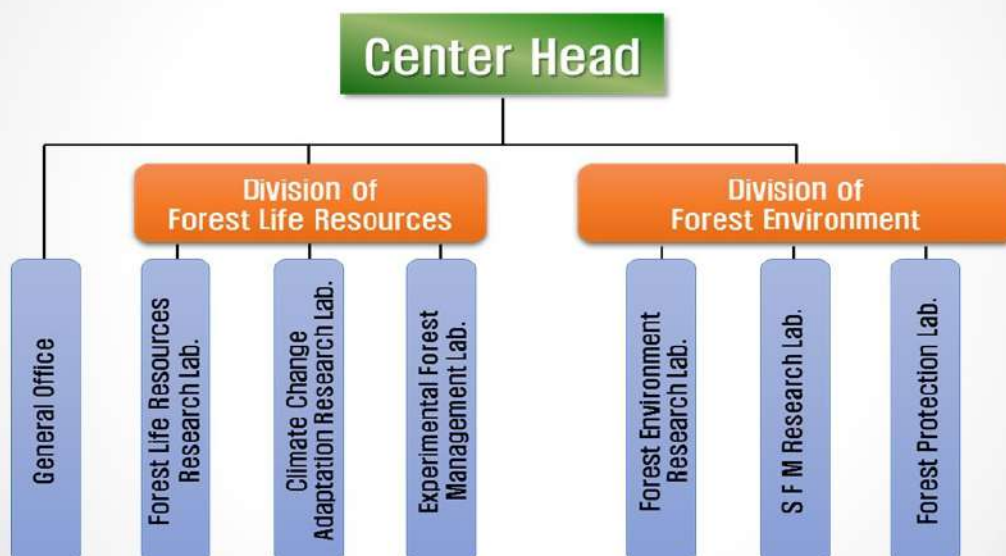 Center Head
Division of
Forest Life Resources
Division of
Forest Environment
General Office
Forest Life Resources
Research Lab.
Climate Change
Adaptation Research Lab.
Experimental Forest
Management Lab.
Forest Environment
Research Lab.
S F M Research Lab.
Forest Protection Lab.